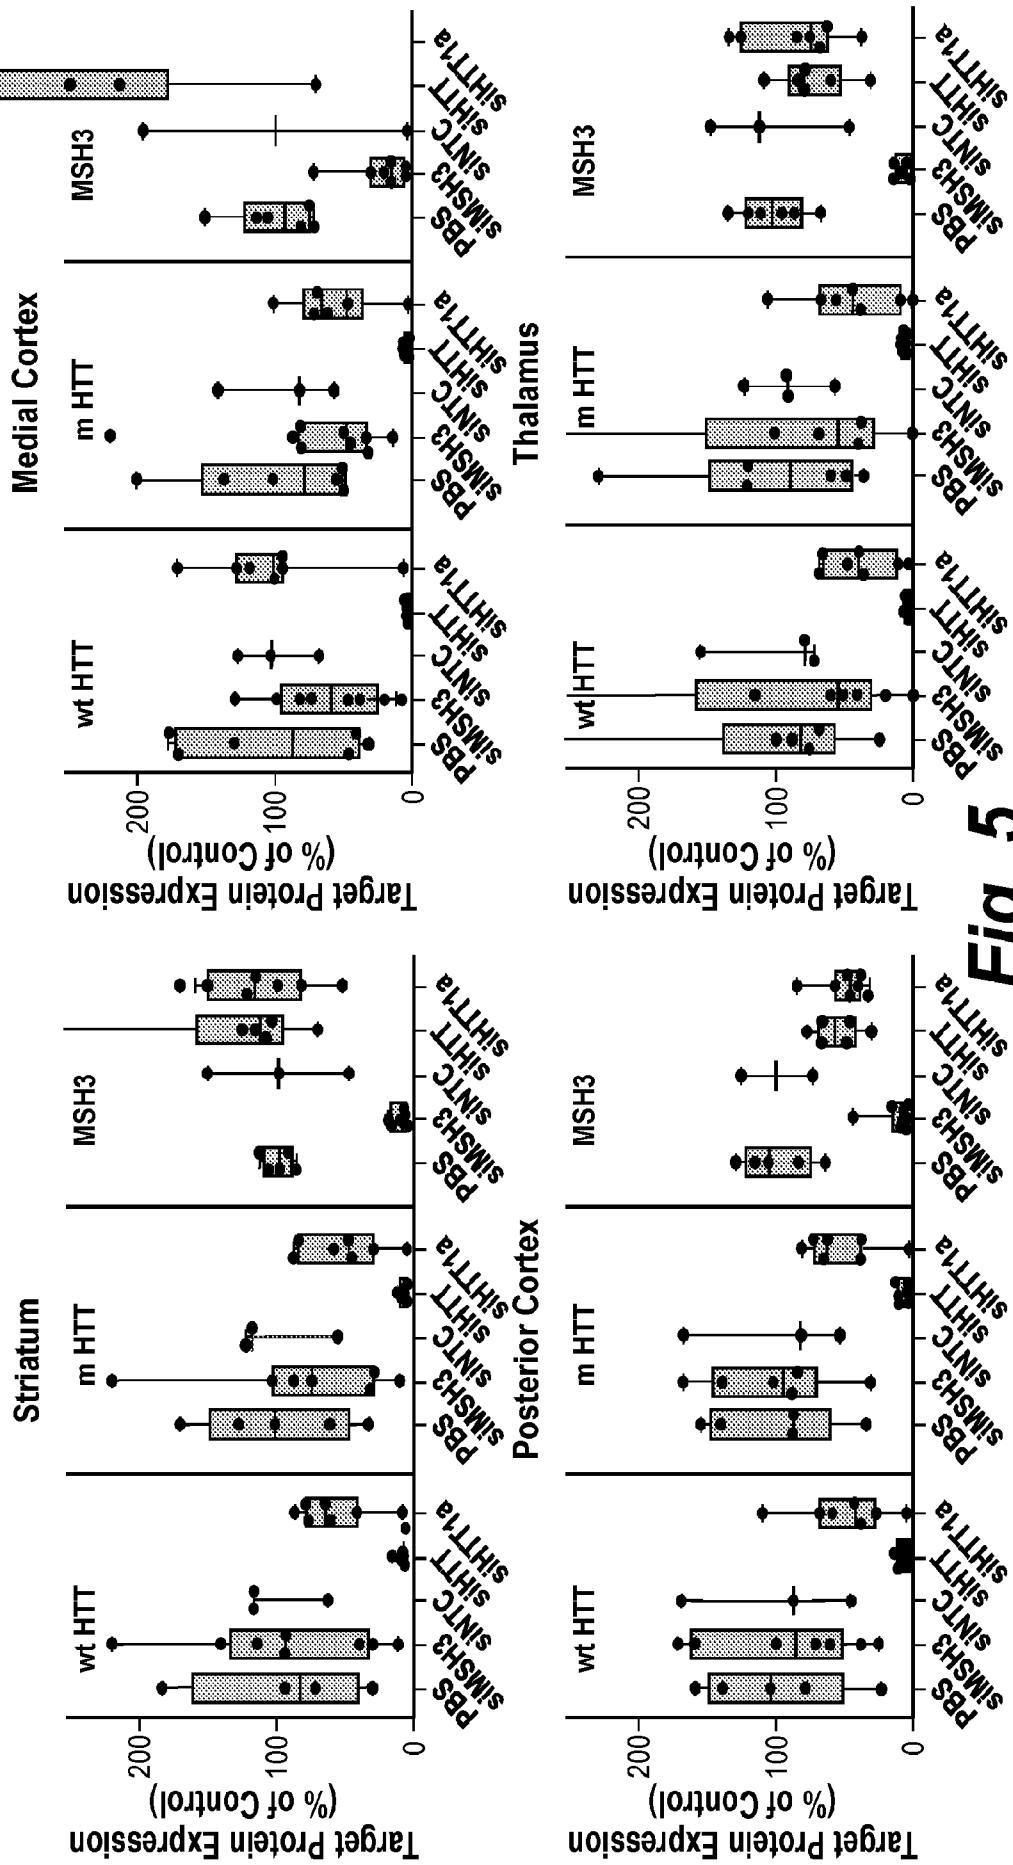 Striatum
wt HTT
m HTT
MSH3
Target Protein Expression
(% of Control)
200
100
0
PBS
siMSH3
siNTC
siHTT
siHTT1a
PBS
siMSH3
siNTC
siHTT
siHTT1a
PBS
siMSH3
siNTC
siHTT
siHTT1a
Medial Cortex
wt HTT
m HTT
MSH3
Target Protein Expression
(% of Control)
200
100
0
PBS
siMSH3
siNTC
siHTT
siHTT1a
PBS
siMSH3
siNTC
siHTT
siHTT1a
PBS
siMSH3
siNTC
siHTT
siHTT1a
Posterior Cortex
wt HTT
m HTT
MSH3
Target Protein Expression
(% of Control)
200
100
0
PBS
siMSH3
siNTC
siHTT
siHTT1a
PBS
siMSH3
siNTC
siHTT
siHTT1a
PBS
siMSH3
siNTC
siHTT
siHTT1a
Thalamus
wt HTT
m HTT
MSH3
Target Protein Expression
(% of Control)
200
100
0
PBS
siMSH3
siNTC
siHTT
siHTT1a
PBS
siMSH3
siNTC
siHTT
siHTT1a
PBS
siMSH3
siNTC
siHTT
siHTT1a
Fig 5